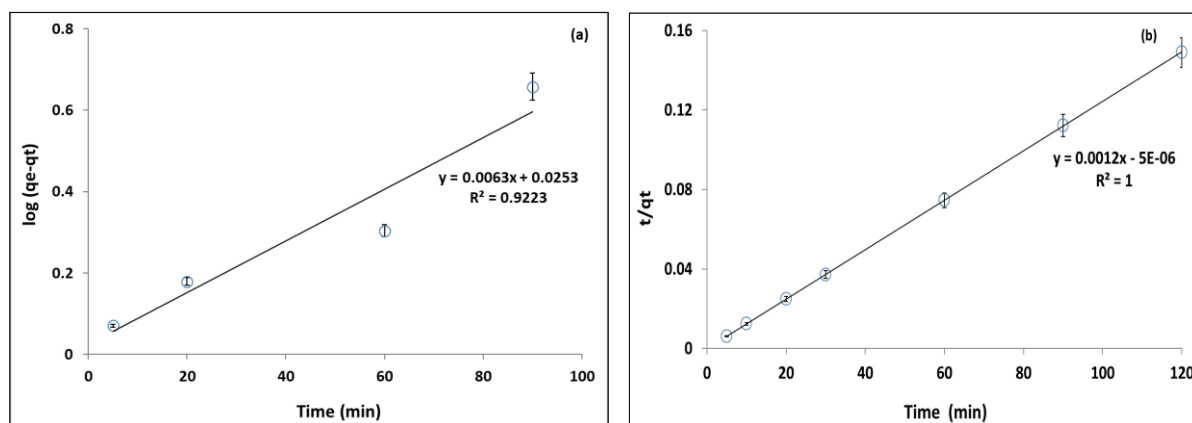 (a)
log (qe-qt)
0.8
0.6
0.4
0.2
0
y = 0.0063x + 0.0253
R² = 0.9223
0 20 40 60 80 100
Time (min)
(b)
t/qt
0.16
0.12
0.08
0.04
0
y = 0.0012x - 5E-06
R² = 1
0 20 40 60 80 100 120
Time (min)